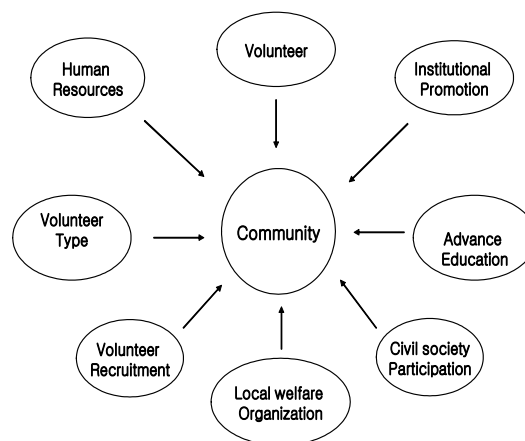 Volunteer
Human
Resources
Institutional
Promotion
Volunteer
Type
Community
Advance
Education
Volunteer
Recruitment
Civil society
Participation
Local welfare
Organization